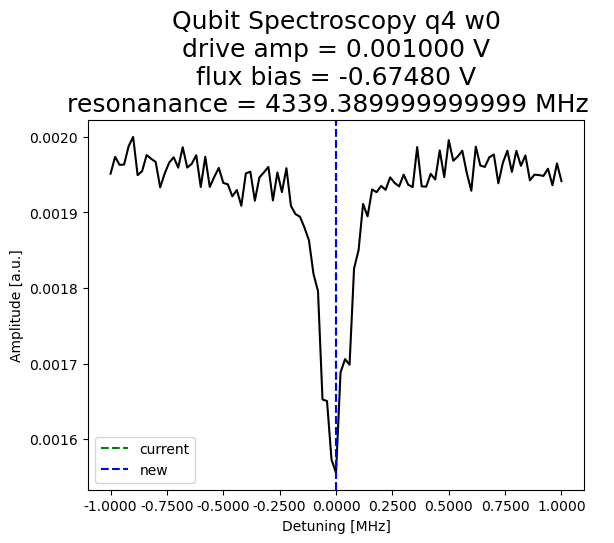 Qubit Spectroscopy q4 w0
drive amp = 0.001000 V
flux bias = -0.67480 V
resonanance = 4339.389999999999 MHz
0.0020
0.0019
0.0018
0.0017
0.0016
Amplitude [a.u.]
current
new
-1.0000 -0.7500 -0.5000 -0.2500 0.0000 0.2500 0.5000 0.7500 1.0000
Detuning [MHz]